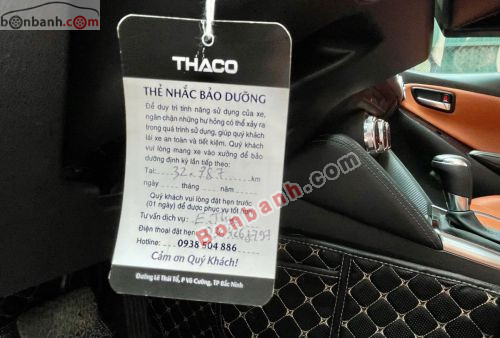 bonbanh.com
THACO
THẺ NHẮC BẢO DƯỠNG
Để duy trì tính năng sử dụng của xe,
ngăn chặn những hư hỏng có thể xảy ra
trong quá trình sử dụng, giúp quý khách
lái xe an toàn và tiết kiệm. Quý khách
vui lòng mang xe vào xưởng để bảo
dưỡng định kỳ lần tiếp theo:
Tại: 32.787 km
ngày tháng năm
Quý khách vui lòng đặt hẹn trước
(01 ngày) để được phục vụ tốt hơn
Tư vấn dịch vụ:
Điện thoại đặt hẹn
Hotline: 0938 504 886
Cảm ơn Quý Khách!
Đường Lê Thái Tổ, P Võ Cường, TP Bắc Ninh
Bonbanh.com
Bonbanh.com